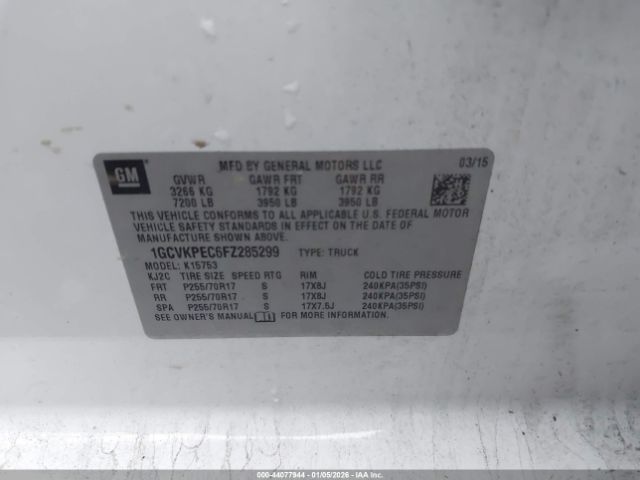 GM
MFD BY GENERAL MOTORS LLC 03/15
GVWR GAWR FRT GAWR RR
3266 KG 1792 KG 1792 KG
7200 LB 3950 LB 3950 LB
THIS VEHICLE CONFORMS TO ALL APPLICABLE U.S. FEDERAL MOTOR
VEHICLE SAFETY STANDARDS IN EFFECT ON THE DATE OF
MANUFACTURE SHOWN ABOVE.
1GCVKPEC6FZ285299 TYPE: TRUCK
MODEL: K15753
KJ2C TIRE SIZE SPEED RTG RIM COLD TIRE PRESSURE
FRT P255/70R17 S 17X8J 240KPA(35PSI)
RR P255/70R17 S 17X8J 240KPA(35PSI)
SPA P255/70R17 S 17X7.5J 240KPA(35PSI)
SEE OWNER'S MANUAL FOR MORE INFORMATION.
000-44077944 | 01/05/2026 | IAAI.COM